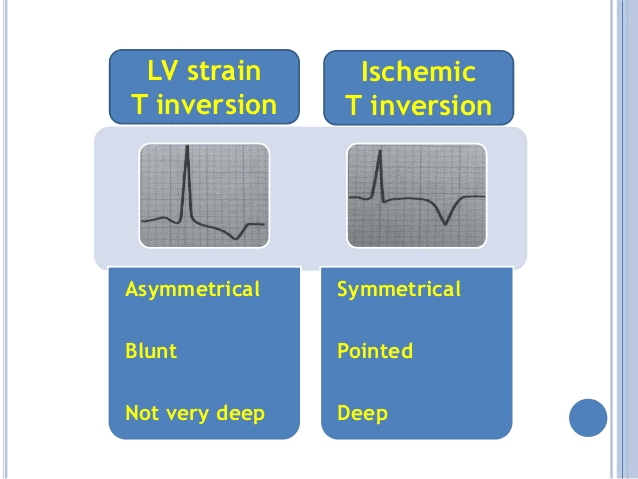 LV strain
T inversion
Ischemic
T inversion
Asymmetrical
Blunt
Not very deep
Symmetrical
Pointed
Deep